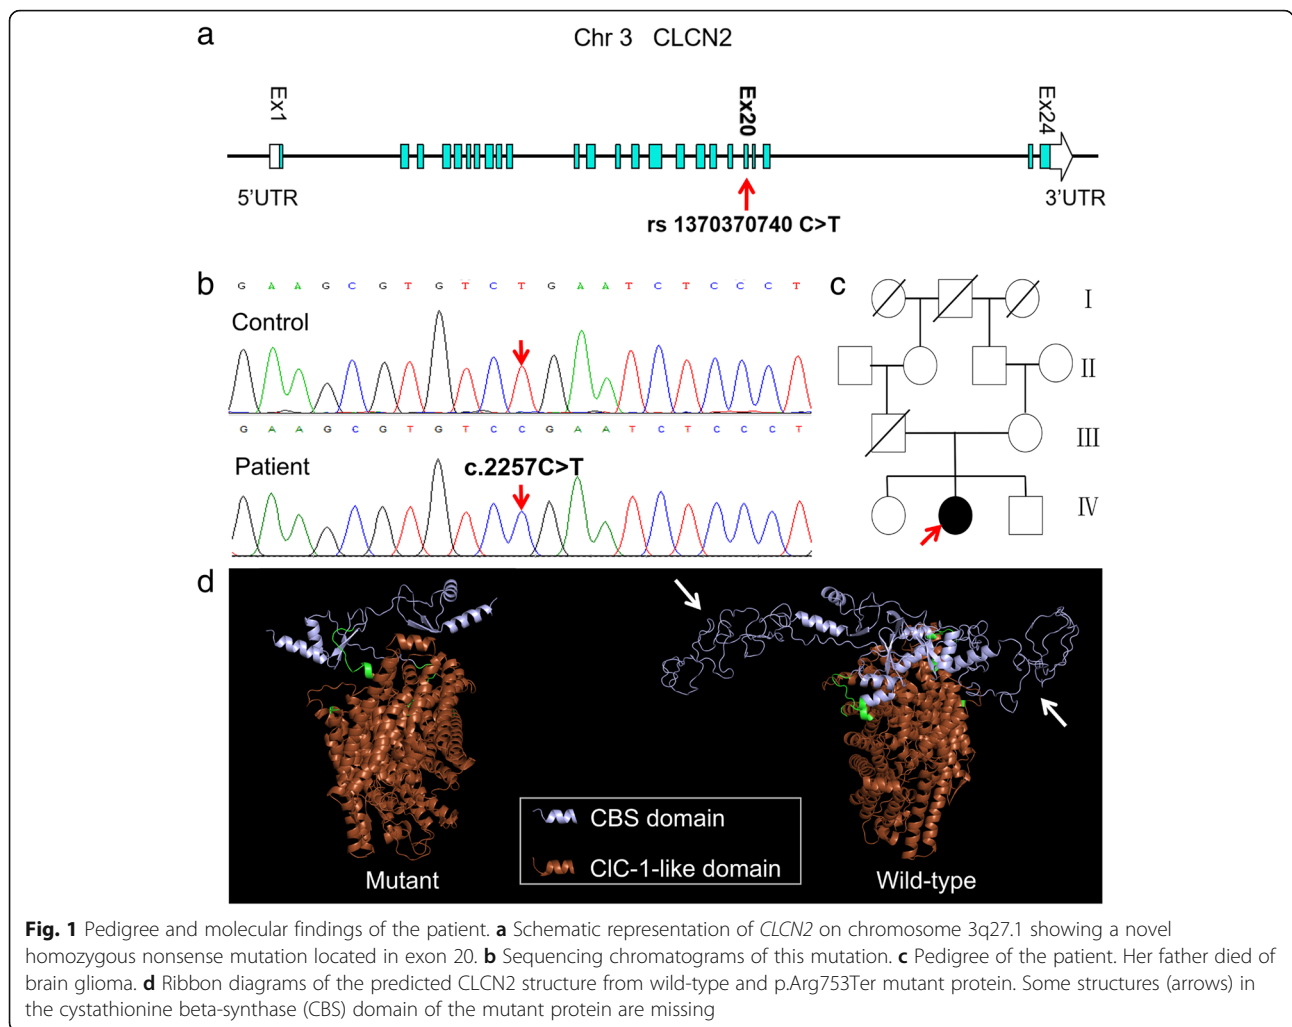 a
Chr 3 CLCN2
Ex1
Ex20
Ex24
5'UTR
3'UTR
rs 1370370740 C>T
b
G A A G C G T G T C T G A A T C T C C C T
Control
G A A G C G T G T C C G A A T C T C C C T
Patient
c.2257C>T
c
I
II
III
IV
d
CBS domain
ClC-1-like domain
Mutant
Wild-type
Fig. 1 Pedigree and molecular findings of the patient. a Schematic representation of CLCN2 on chromosome 3q27.1 showing a novel
homozygous nonsense mutation located in exon 20. b Sequencing chromatograms of this mutation. c Pedigree of the patient. Her father died of
brain glioma. d Ribbon diagrams of the predicted CLCN2 structure from wild-type and p.Arg753Ter mutant protein. Some structures (arrows) in
the cystathionine beta-synthase (CBS) domain of the mutant protein are missing